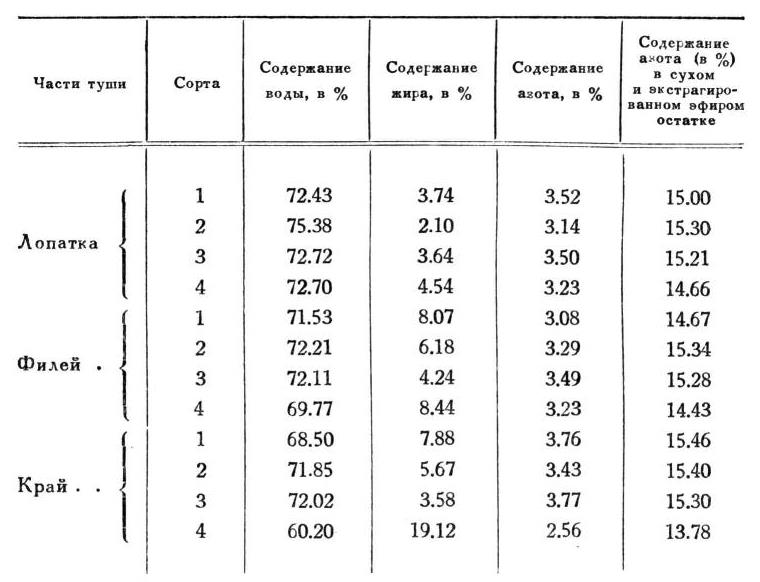 Части туши Сорта Содержание воды, в % Содержание жира, в % Содержание азота, в % Содержание азота (в %) в сухом и экстрагиро-ванном эфиром остатке
Лопатка 1 72.43 3.74 3.52 15.00
2 75.38 2.10 3.14 15.30
3 72.72 3.64 3.50 15.21
4 72.70 4.54 3.23 14.66
Филей . 1 71.53 8.07 3.08 14.67
2 72.21 6.18 3.29 15.34
3 72.11 4.24 3.49 15.28
4 69.77 8.44 3.23 14.43
Край . . 1 68.50 7.88 3.76 15.46
2 71.85 5.67 3.43 15.40
3 72.02 3.58 3.77 15.30
4 60.20 19.12 2.56 13.78